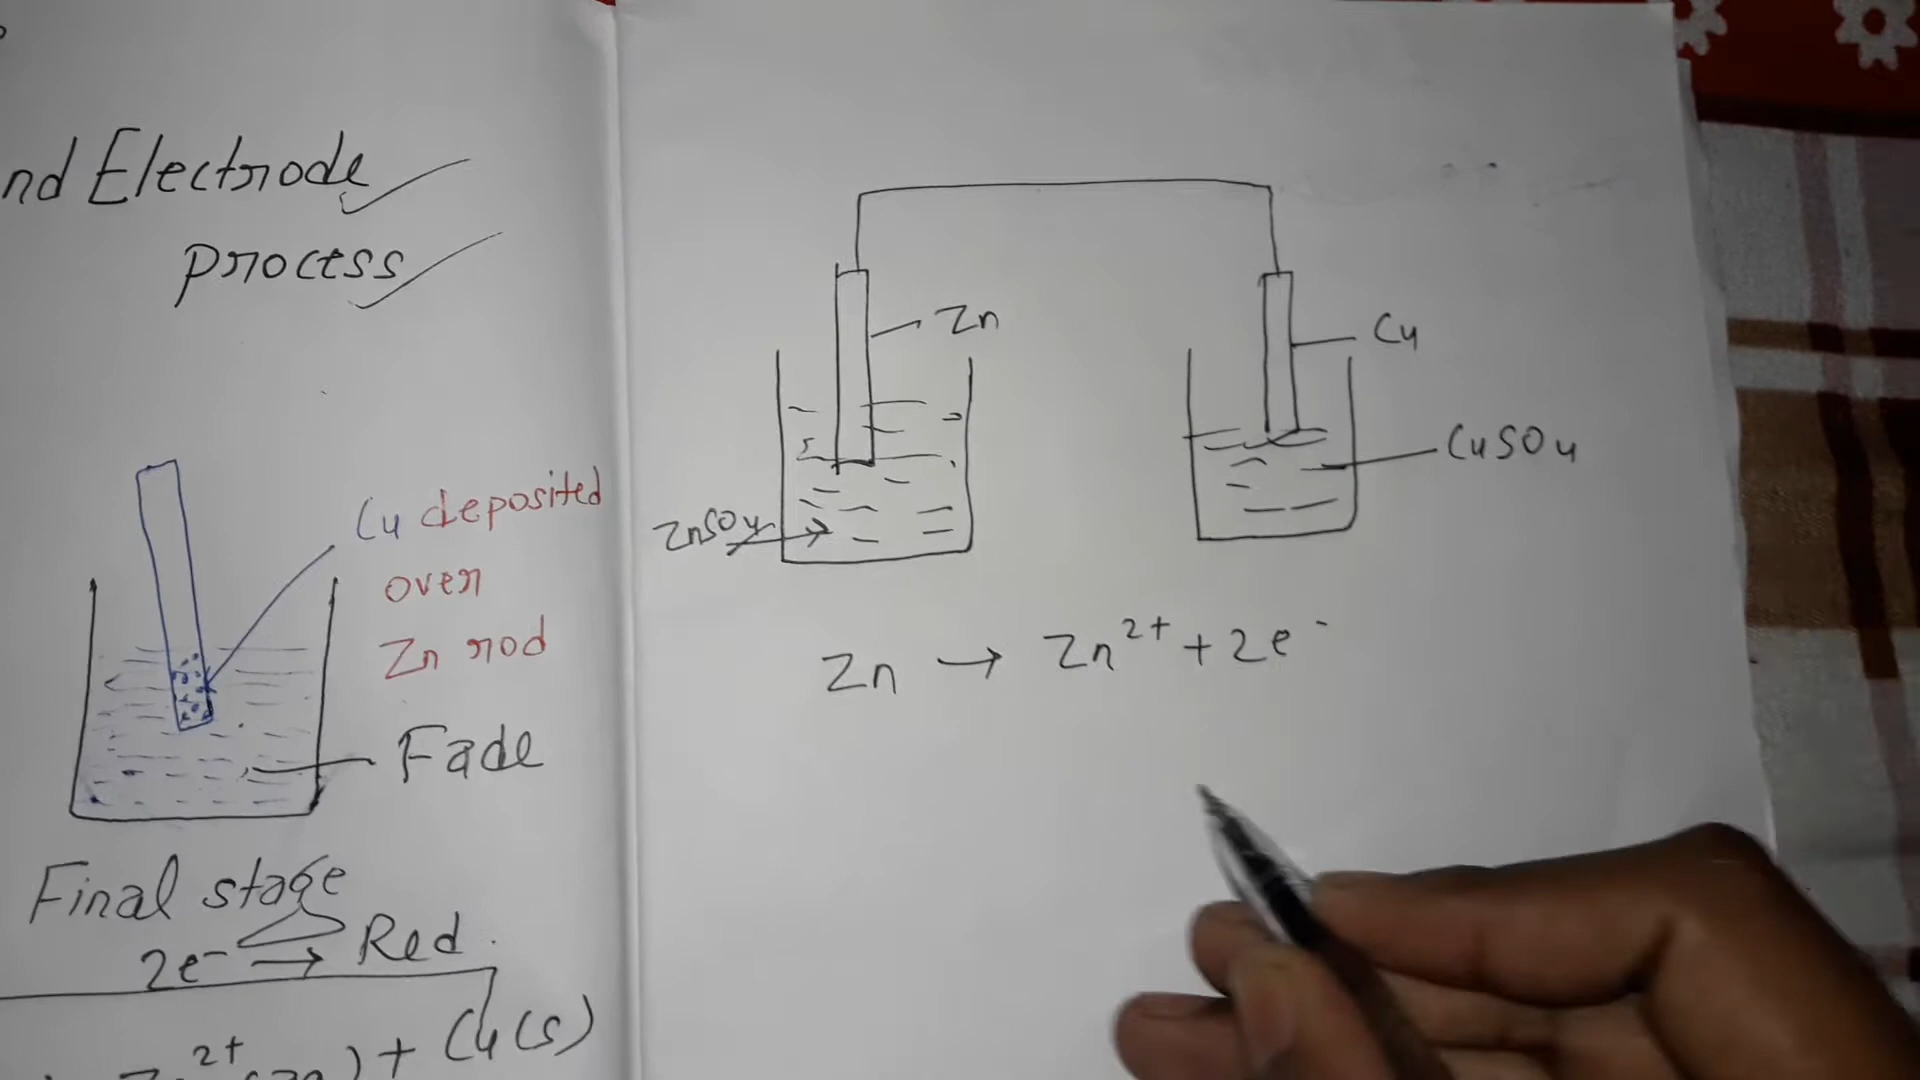 nd Electrode
process
Cu deposited
over
Zn rod
Fade
Final stage
2e⁻ → Red.
2+
) + Cu(s)
Zn
Cu
CuSO4
ZnSO4
Zn → Zn²⁺ + 2e⁻